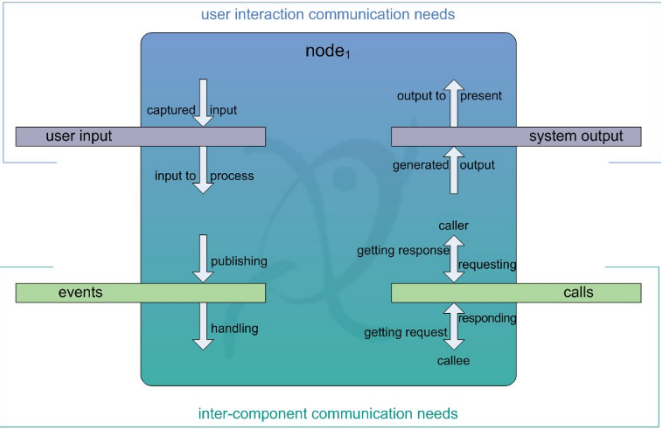 user interaction communication needs
node1
captured input
output to present
user input
system output
input to process
generated output
caller
getting response
requesting
publishing
events
calls
handling
responding
getting request
callee
inter-component communication needs